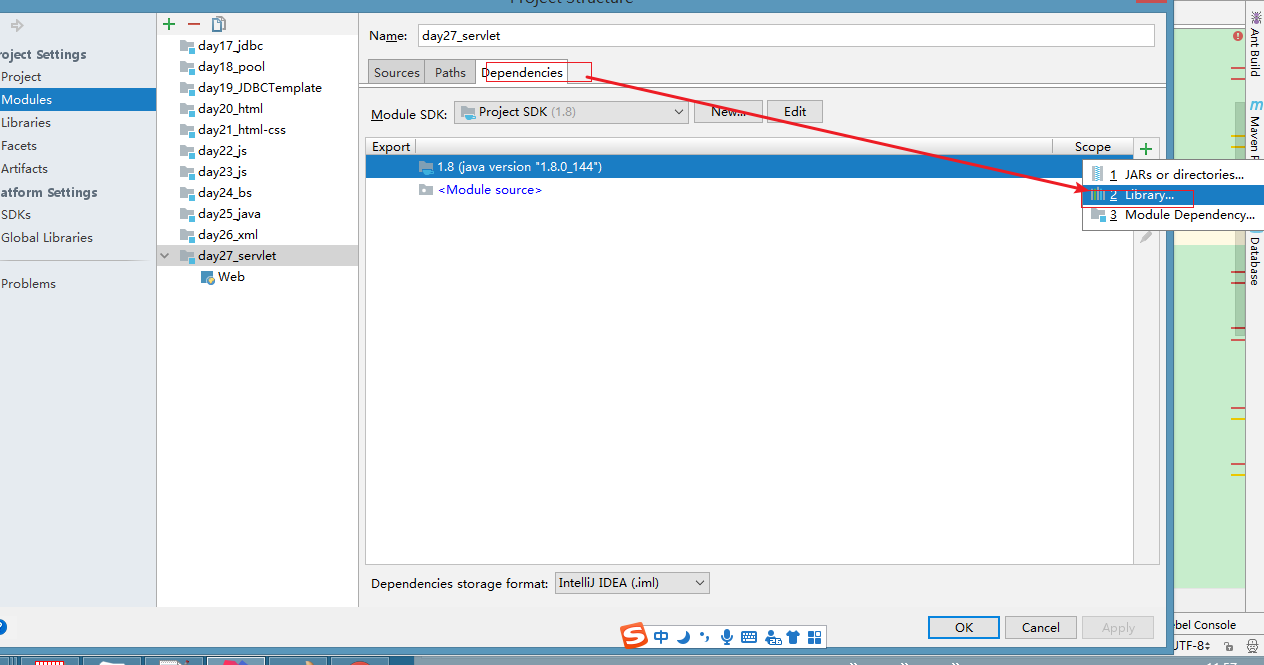 Project Structure
roject Settings
Project
Modules
Libraries
Facets
Artifacts
atform Settings
SDKs
Global Libraries
Problems
day17_jdbc
day18_pool
day19_JDBCTemplate
day20_html
day21_html-css
day22_js
day23_js
day24_bs
day25_java
day26_xml
day27_servlet
Web
Name: day27_servlet
Sources Paths Dependencies
Module SDK: Project SDK (1.8) New... Edit
Export Scope
1.8 (java version "1.8.0_144")
<Module source>
1 JARs or directories...
2 Library...
3 Module Dependency...
Dependencies storage format: IntelliJ IDEA (.iml)
OK Cancel Apply
中
Ant Build
Maven P
Database
ebel Console
UTF-8
11:57